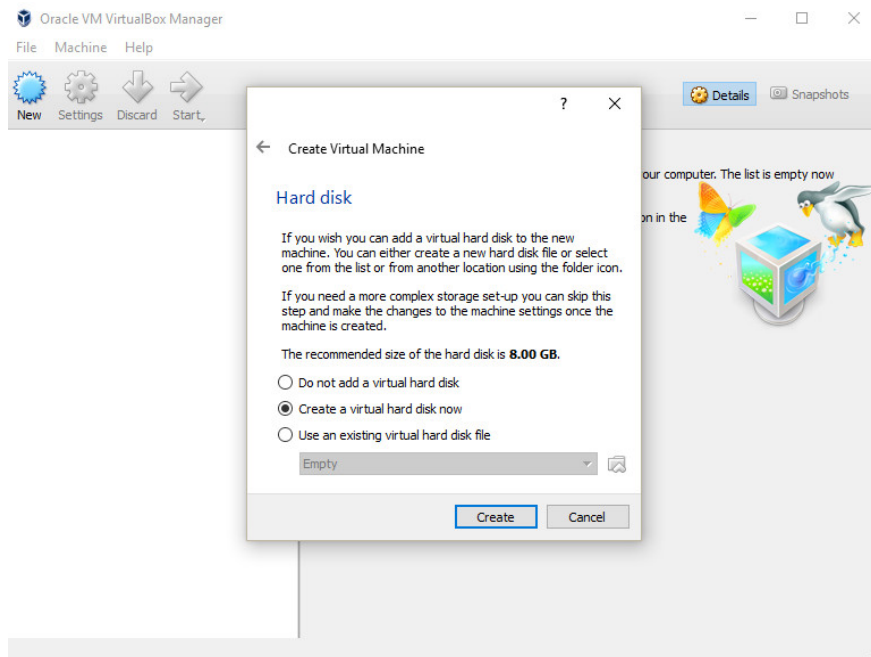 Oracle VM VirtualBox Manager
File Machine Help
New Settings Discard Start
Details Snapshots
? 
Create Virtual Machine
our computer. The list is empty now
Hard disk
on in the
If you wish you can add a virtual hard disk to the new
machine. You can either create a new hard disk file or select
one from the list or from another location using the folder icon.
If you need a more complex storage set-up you can skip this
step and make the changes to the machine settings once the
machine is created.
The recommended size of the hard disk is 8.00 GB.
Do not add a virtual hard disk
Create a virtual hard disk now
Use an existing virtual hard disk file
Empty
Create Cancel